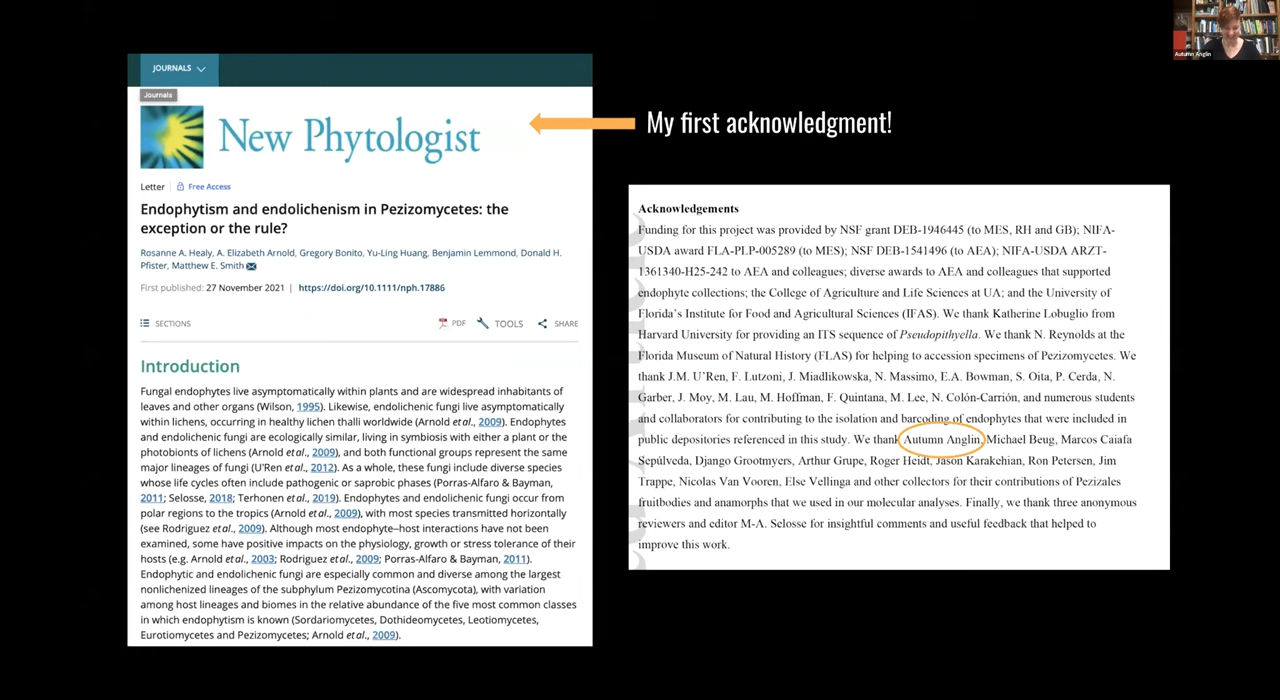 JOURNALS
Journals
New Phytologist
Letter Free Access
Endophytism and endolichenism in Pezizomycetes: the
exception or the rule?
Rosanne A. Healy, A. Elizabeth Arnold, Gregory Bonito, Yu-Ling Huang, Benjamin Lemmond, Donald H.
Pfister, Matthew E. Smith
First published: 27 November 2021 | https://doi.org/10.1111/nph.17886
SECTIONS PDF TOOLS SHARE
Introduction
Fungal endophytes live asymptomatically within plants and are widespread inhabitants of
leaves and other organs (Wilson, 1995). Likewise, endolichenic fungi live asymptomatically
within lichens, occurring in healthy lichen thalli worldwide (Arnold et al., 2009). Endophytes
and endolichenic fungi are ecologically similar, living in symbiosis with either a plant or the
photobionts of lichens (Arnold et al., 2009), and both functional groups represent the same
major lineages of fungi (U'Ren et al., 2012). As a whole, these fungi include diverse species
whose life cycles often include pathogenic or saprobic phases (Porras-Alfaro & Bayman,
2011; Selosse, 2018; Terhonen et al., 2019). Endophytes and endolichenic fungi occur from
polar regions to the tropics (Arnold et al., 2009), with most species transmitted horizontally
(see Rodriguez et al., 2009). Although most endophyte–host interactions have not been
examined, some have positive impacts on the physiology, growth or stress tolerance of their
hosts (e.g. Arnold et al., 2003; Rodriguez et al., 2009; Porras-Alfaro & Bayman, 2011).
Endophytic and endolichenic fungi are especially common and diverse among the largest
nonlichenized lineages of the subphylum Pezizomycotina (Ascomycota), with variation
among host lineages and biomes in the relative abundance of the five most common classes
in which endophytism is known (Sordariomycetes, Dothideomycetes, Leotiomycetes,
Eurotiomycetes and Pezizomycetes; Arnold et al., 2009).
My first acknowledgment!
Acknowledgements
Funding for this project was provided by NSF grant DEB-1946445 (to MES, RH and GB); NIFA-
USDA award FLA-PLP-005289 (to MES); NSF DEB-1541496 (to AEA); NIFA-USDA ARZT-
1361340-H25-242 to AEA and colleagues; diverse awards to AEA and colleagues that supported
endophyte collections; the College of Agriculture and Life Sciences at UA; and the University of
Florida's Institute for Food and Agricultural Sciences (IFAS). We thank Katherine Lobuglio from
Harvard University for providing an ITS sequence of Pseudopithyella. We thank N. Reynolds at the
Florida Museum of Natural History (FLAS) for helping to accession specimens of Pezizomycetes. We
thank J.M. U'Ren, F. Lutzoni, J. Miadlikowska, N. Massimo, E.A. Bowman, S. Oita, P. Cerda, N.
Garber, J. Moy, M. Lau, M. Hoffman, F. Quintana, M. Lee, N. Colón-Carrión, and numerous students
and collaborators for contributing to the isolation and barcoding of endophytes that were included in
public depositories referenced in this study. We thank Autumn Anglin, Michael Beug, Marcos Caiafa
Sepúlveda, Django Grootmyers, Arthur Grupe, Roger Heidt, Jason Karakehian, Ron Petersen, Jim
Trappe, Nicolas Van Vooren, Else Vellinga and other collectors for their contributions of Pezizales
fruitbodies and anamorphs that we used in our molecular analyses. Finally, we thank three anonymous
reviewers and editor M-A. Selosse for insightful comments and useful feedback that helped to
improve this work.
Autumn Anglin